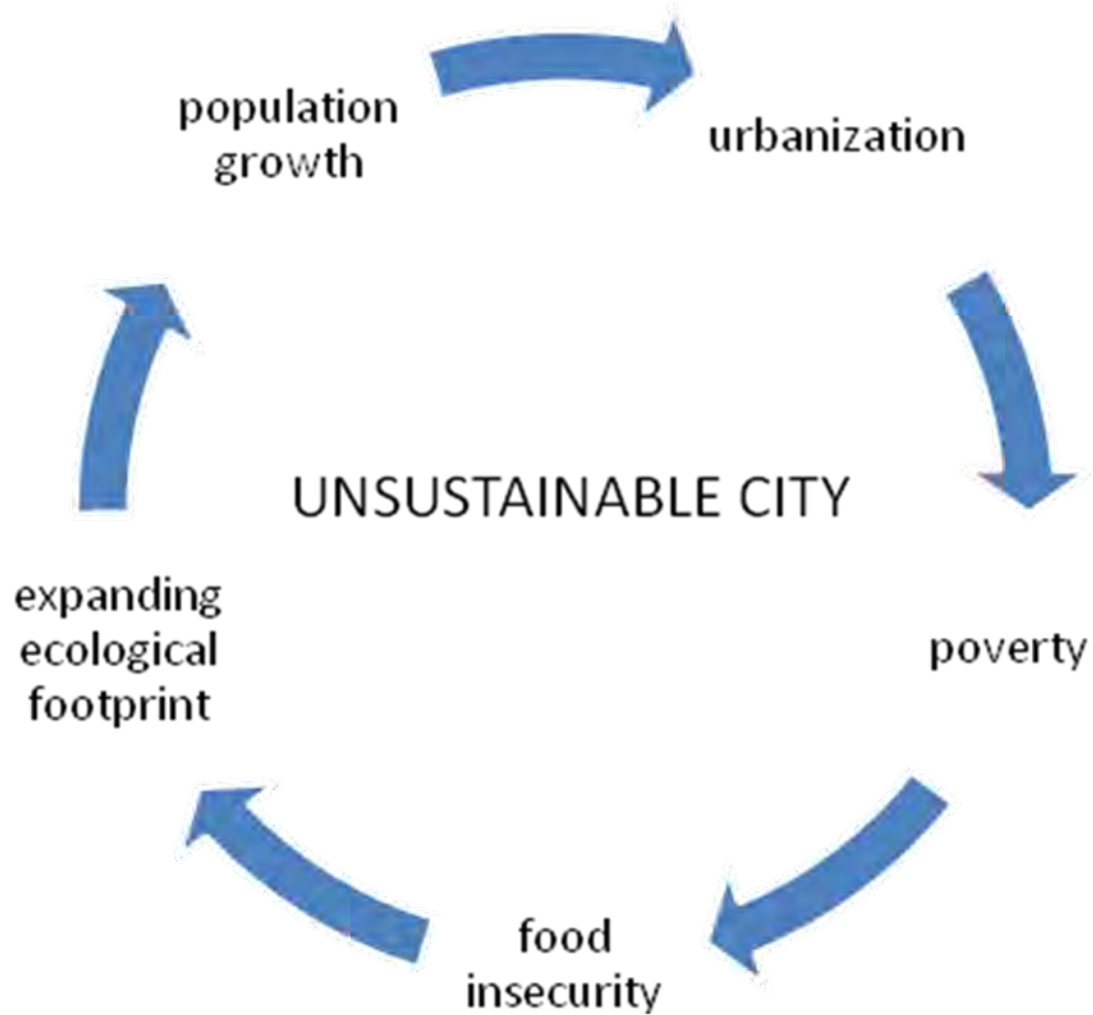 population
growth
urbanization
UNSUSTAINABLE CITY
expanding
ecological
footprint
poverty
food
insecurity